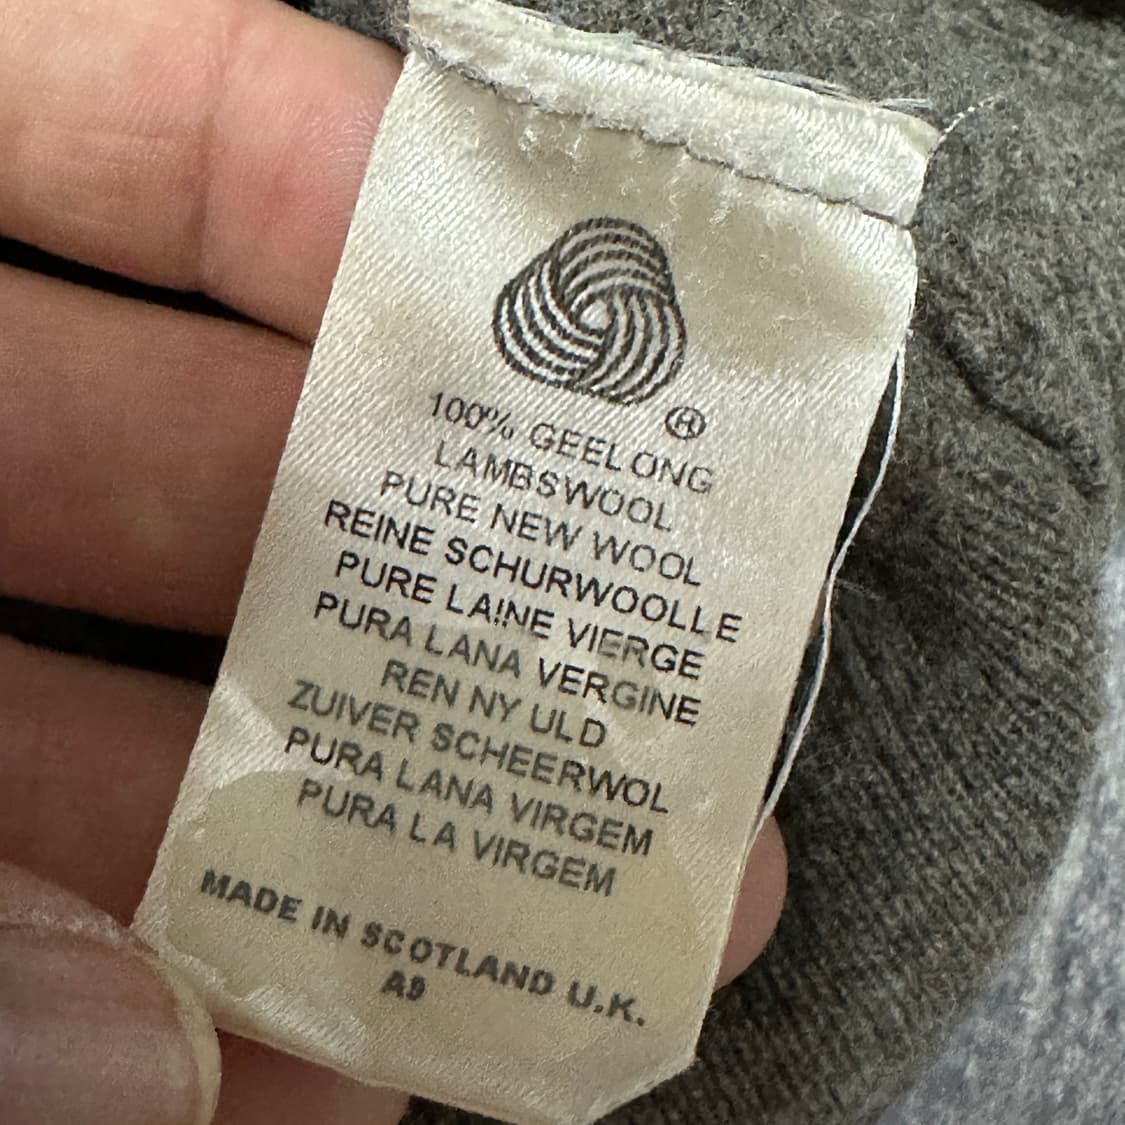 100% GEELONG
LAMBSWOOL
PURE NEW WOOL
REINE SCHURWOOLLE
PURE LAINE VIERGE
PURA LANA VERGINE
REN NY ULD
ZUIVER SCHEERWOL
PURA LANA VIRGEM
PURA LA VIRGEM
MADE IN SCOTLAND U.K.
A9